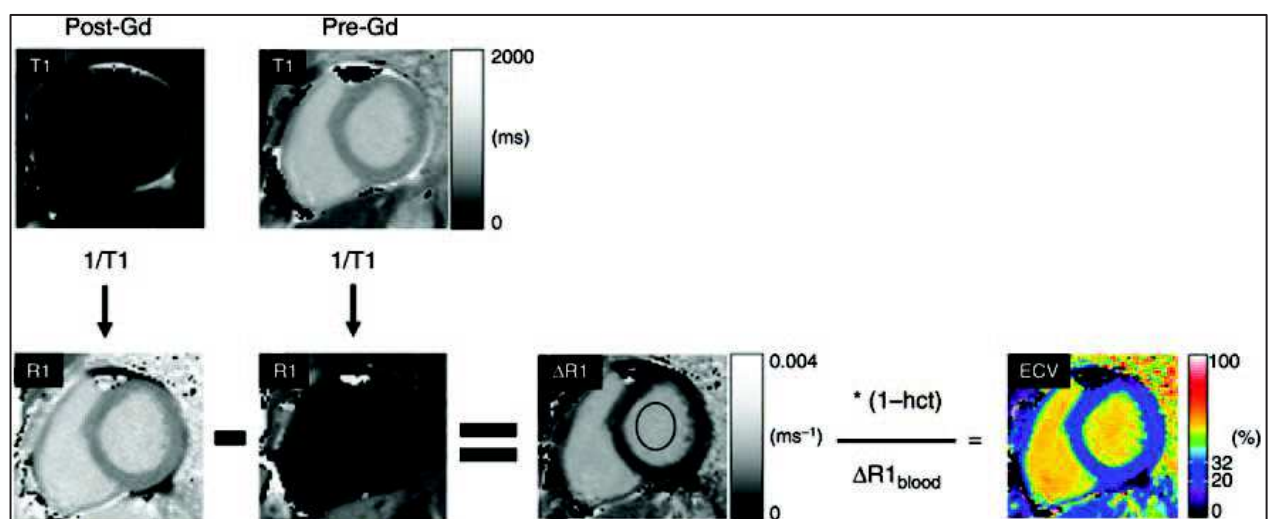 Post-Gd Pre-Gd
T1 T1 2000
(ms)
0
1/T1 1/T1
R1 R1 ΔR1 0.004 * (1–hct) ECV 100
(ms⁻¹) = (%)
ΔR1blood 32
20
0 0